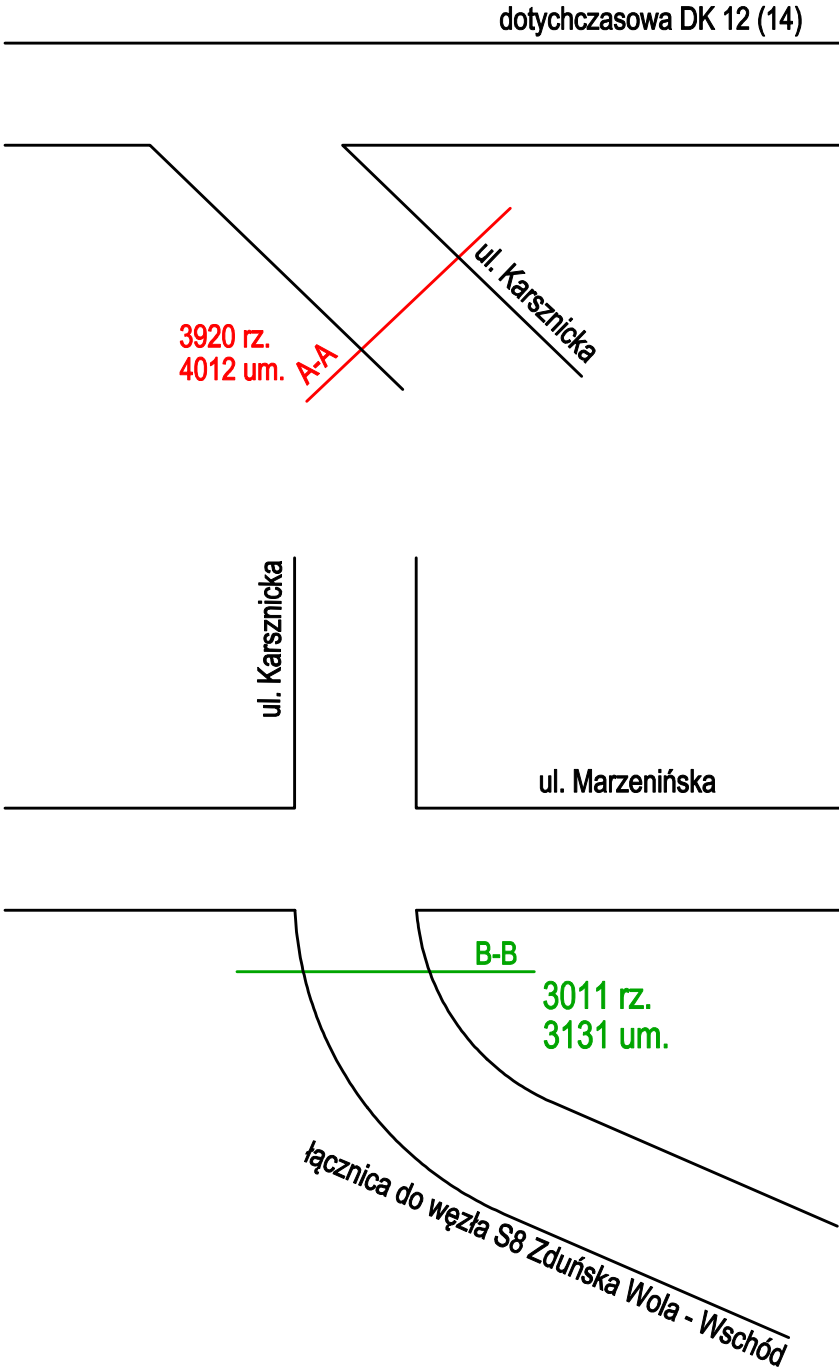 dotychczasowa DK 12 (14)
ul. Karsznicka
3920 rz.
4012 um.
A-A
ul. Karsznicka
ul. Marzenińska
B-B
3011 rz.
3131 um.
łącznica do węzła S8 Zduńska Wola - Wschód